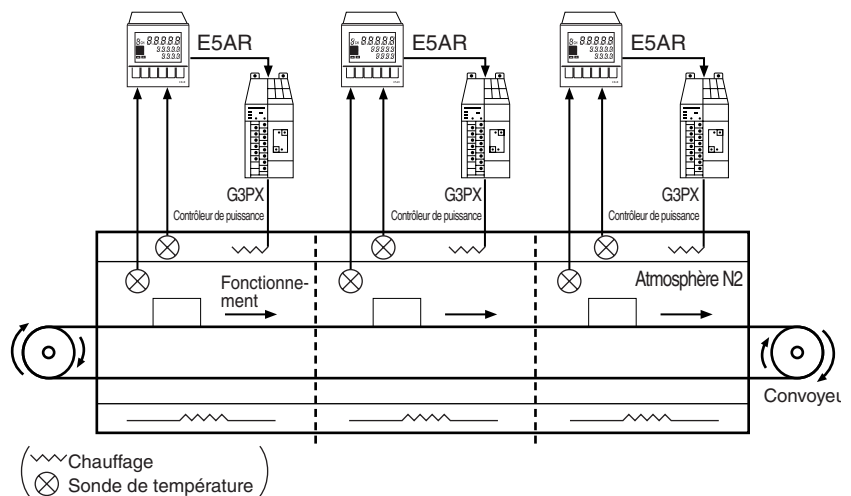 E5AR
E5AR
E5AR
G3PX
Contrôleur de puissance
G3PX
Contrôleur de puissance
G3PX
Contrôleur de puissance
Fonctionne-
ment
Atmosphère N2
Convoyeu
Chauffage
Sonde de température